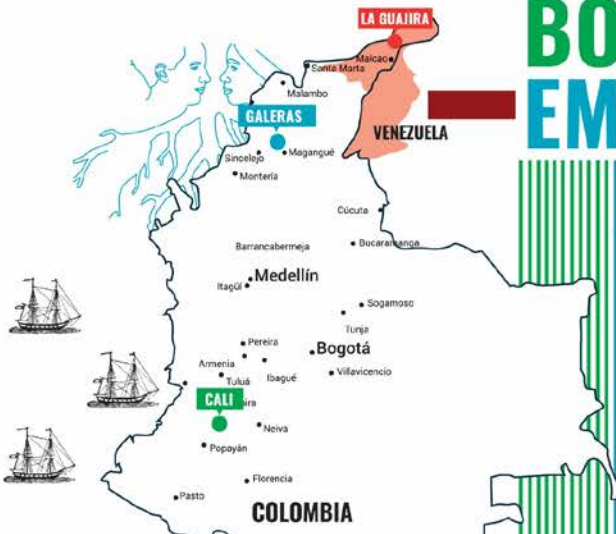 LA GUAJIRA
BO
EM
Maicao
Santa Marta
Malambo
GALERAS
VENEZUELA
Sincelejo
Magangué
Montería
Cúcuta
Bucaramanga
Barrancabermeja
Medellín
Itagüí
Sogamoso
Tunja
Pereira
Bogotá
Armenia
Ibagué
Villavicencio
Tuluá
CALI
ira
Neiva
Popayán
Florencia
Pasto
COLOMBIA